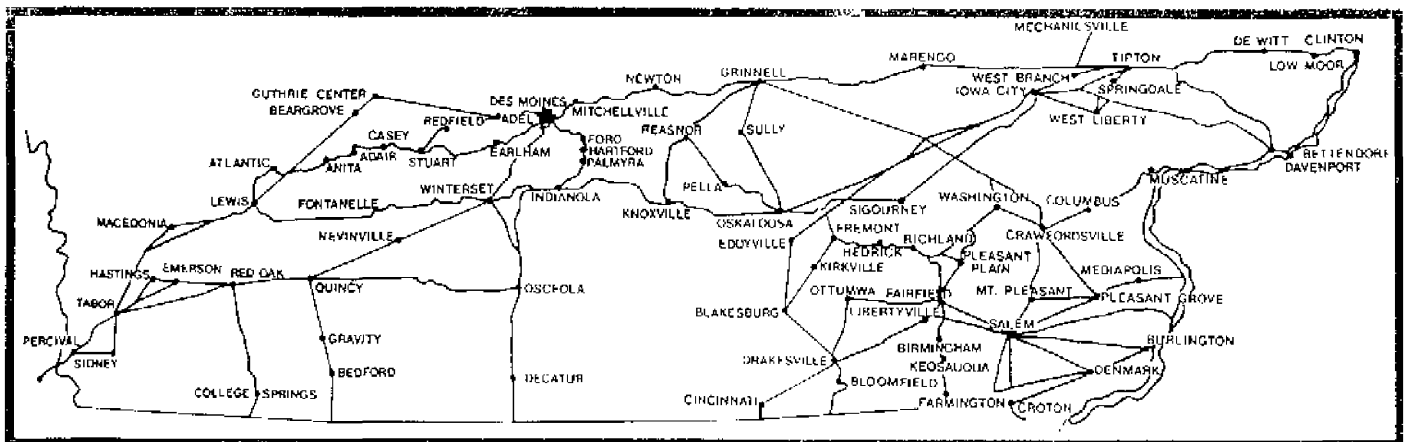 MECHANICSVILLE
DE WITT
CLINTON
MARENGO
TIPTON
LOW MOOR
GRINNELL
WEST BRANCH
NEWTON
IOWA CITY
SPRINGDALE
GUTHRIE CENTER
DES MOINES
MITCHELLVILLE
BEARGROVE
REDFIELD
ADEL
WEST LIBERTY
REASNOR
SULLY
CASEY
FORO
ADAIR
HARTFORD
ATLANTIC
ANITA
STUART
EARLHAM
PALMYRA
BETTENDORF
DAVENPORT
PELLA
MUSCATINE
WINTERSET
INDIANOLA
LEWIS
FONTANELLE
KNOXVILLE
OSKALOOSA
SIGOURNEY
WASHINGTON
COLUMBUS
MACEDONIA
FREMONT
CRAWFORDSVILLE
NEVINVILLE
EDDYVILLE
RICHLAND
HEDRICK
PLEASANT
PLAIN
HASTINGS
EMERSON
RED OAK
KIRKVILLE
MEDIAPOLIS
QUINCY
OSCEOLA
OTTUMWA
FAIRFIELD
MT. PLEASANT
PLEASANT GROVE
TABOR
BLAKESBURG
LIBERTYVILLE
SALEM
PERCIVAL
GRAVITY
BIRMINGHAM
BURLINGTON
SIDNEY
DRAKESVILLE
KEOSAUQUA
BEDFORD
DECATUR
DENMARK
COLLEGE SPRINGS
BLOOMFIELD
CINCINNATI
FARMINGTON
CROTON